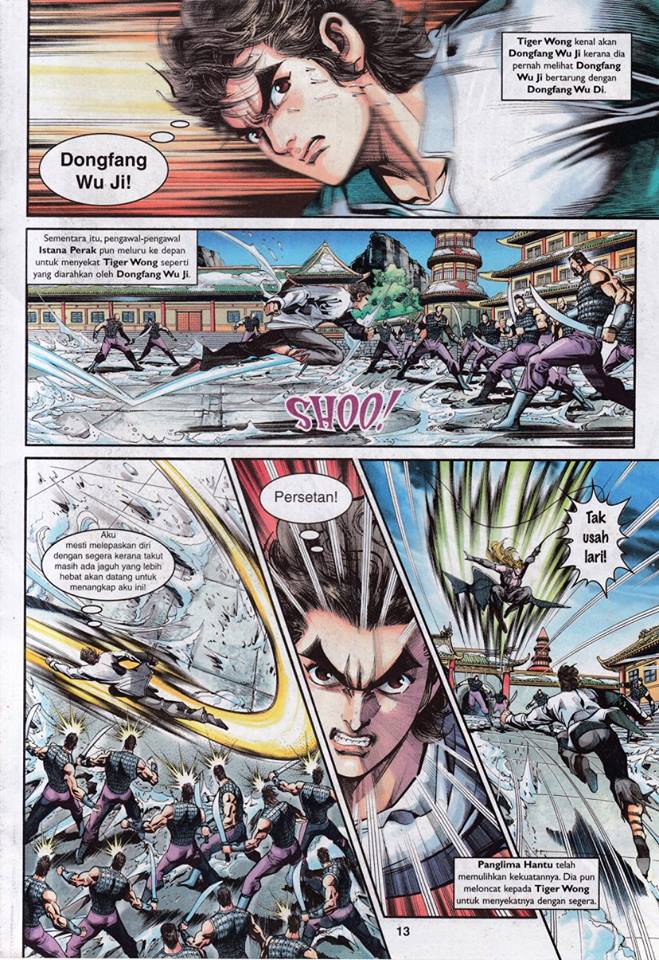 Tiger Wong kenal akan
Dongfang Wu Ji kerana dia
pernah melihat Dongfang
Wu Ji bertarung dengan
Dongfang Wu Di.
Dongfang
Wu Ji!
Sementara itu, pengawal-pengawal
Istana Perak pun meluru ke depan
untuk menyekat Tiger Wong seperti
yang diarahkan oleh Dongfang Wu Ji.
SHOO!
Aku
mesti melepaskan diri
dengan segera kerana takut
masih ada jaguh yang lebih
hebat akan datang untuk
menangkap aku ini!
Persetan!
Tak
usah
lari!
Panglima Hantu telah
memulihkan kekuatannya. Dia pun
meloncat kepada Tiger Wong
untuk menyekatnya dengan segera.
13